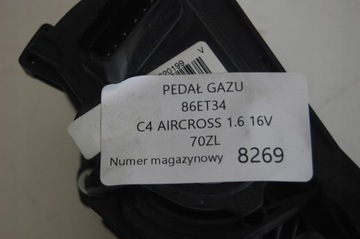 PEDAŁ GAZU
86ET34
C4 AIRCROSS 1.6 16V
70ZL
Numer magazynowy 8269
V